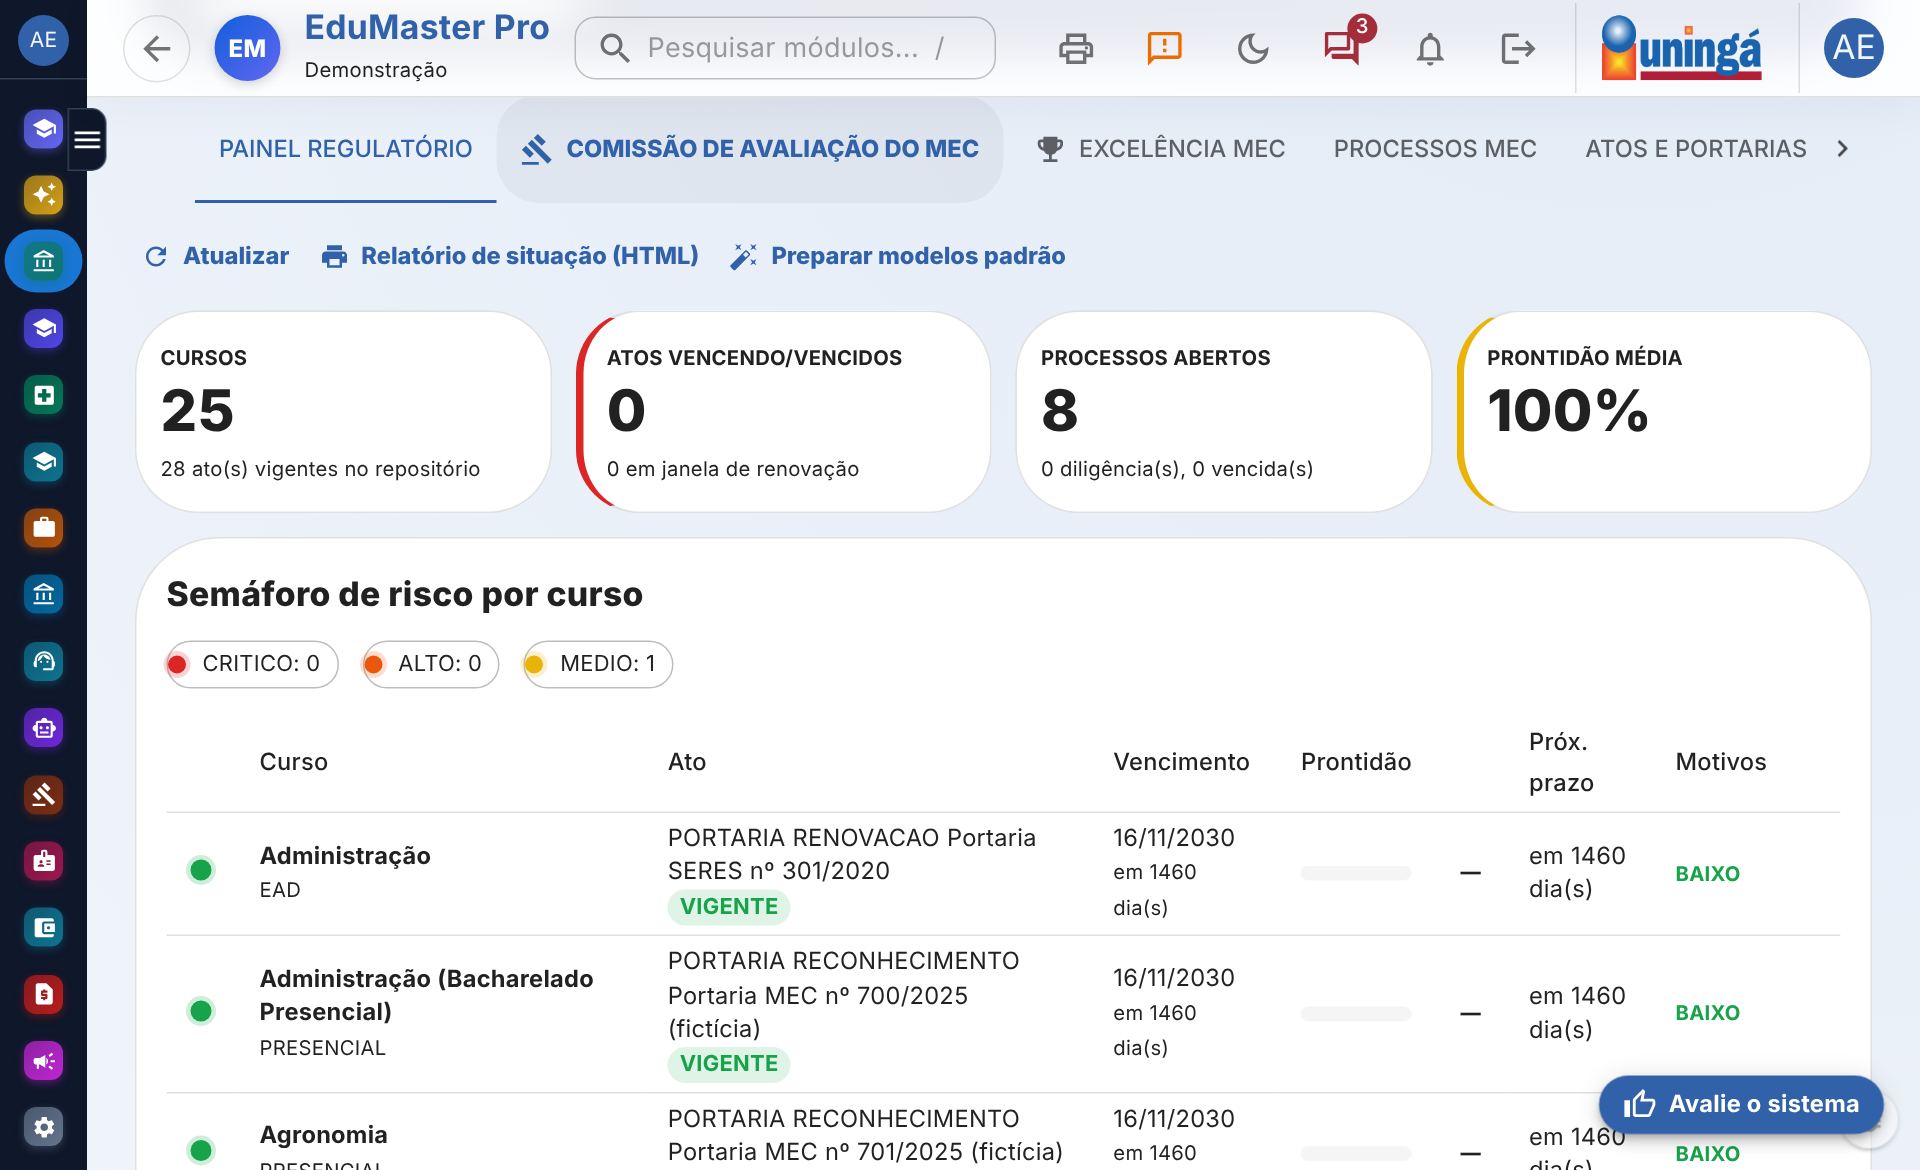 AE
EM
EduMaster Pro
Demonstração
Pesquisar módulos... /
3
uningá
AE
PAINEL REGULATÓRIO
COMISSÃO DE AVALIAÇÃO DO MEC
EXCELÊNCIA MEC
PROCESSOS MEC
ATOS E PORTARIAS
Atualizar
Relatório de situação (HTML)
Preparar modelos padrão
CURSOS
25
28 ato(s) vigentes no repositório
ATOS VENCENDO/VENCIDOS
0
0 em janela de renovação
PROCESSOS ABERTOS
8
0 diligência(s), 0 vencida(s)
PRONTIDÃO MÉDIA
100%
Semáforo de risco por curso
CRITICO: 0
ALTO: 0
MEDIO: 1
Curso
Ato
Vencimento
Prontidão
Próx.
prazo
Motivos
Administração
EAD
PORTARIA RENOVACAO Portaria
SERES nº 301/2020
VIGENTE
16/11/2030
em 1460
dia(s)
—
em 1460
dia(s)
BAIXO
Administração (Bacharelado
Presencial)
PRESENCIAL
PORTARIA RECONHECIMENTO
Portaria MEC nº 700/2025
(fictícia)
VIGENTE
16/11/2030
em 1460
dia(s)
—
em 1460
dia(s)
BAIXO
Agronomia
PRESENCIAL
PORTARIA RECONHECIMENTO
Portaria MEC nº 701/2025 (fictícia)
16/11/2030
em 1460
—
em 1460
dia(s)
BAIXO
Avalie o sistema